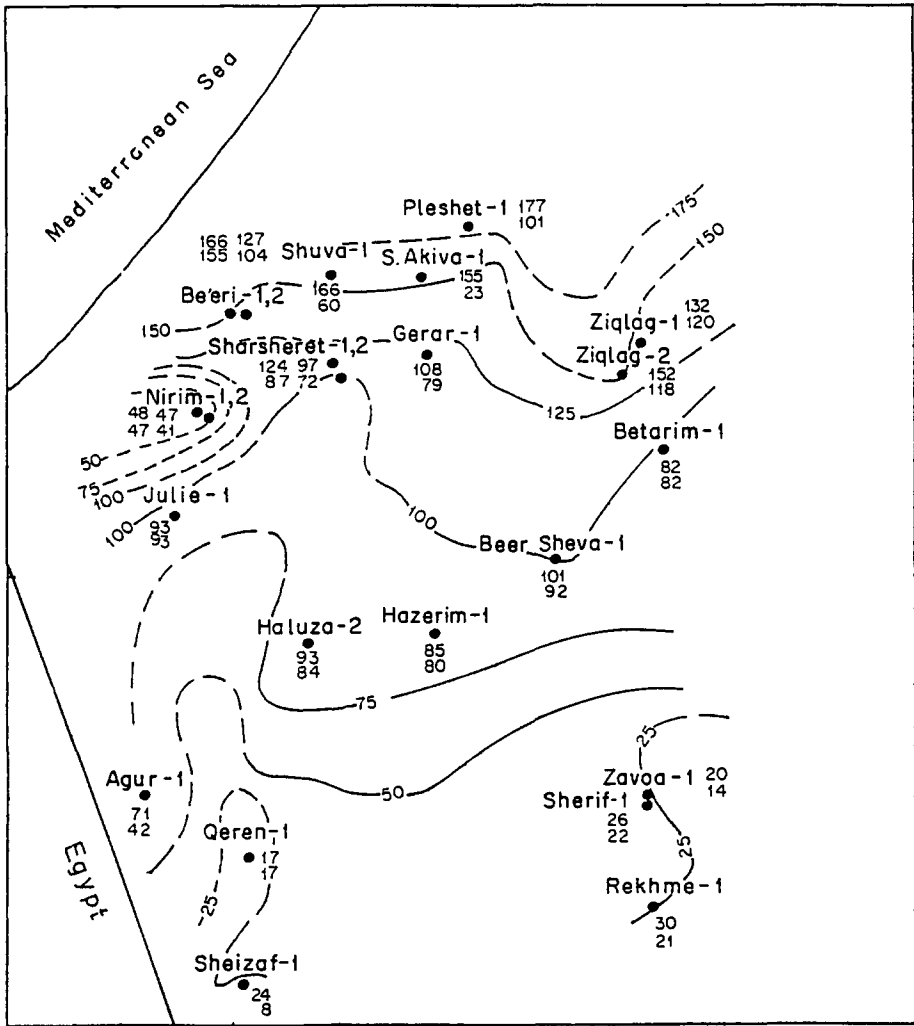 Mediterranean Sea
Pleshet-1 177
101
175
166 127
155 104
Shuva-1
166
60
S.Akiva-1
155
23
150
Be'eri-1,2
150
Ziqlag-1 132
120
Ziqlag-2
152
118
Sharsheret-1,2
124 97
87 72
Gerar-1
108
79
125
Nirim-1,2
48 47
47 41
50
75
100
100
Betarim-1
82
82
Julie-1
93
93
100
Beer Sheva-1
101
92
Haluza-2
93
84
Hazerim-1
85
80
75
50
25
Agur-1
71
42
Zavoa-1 20
14
Sherif-1
26
22
Qeren-1
17
17
25
25
Egypt
Rekhme-1
30
21
Sheizaf-1
24
8